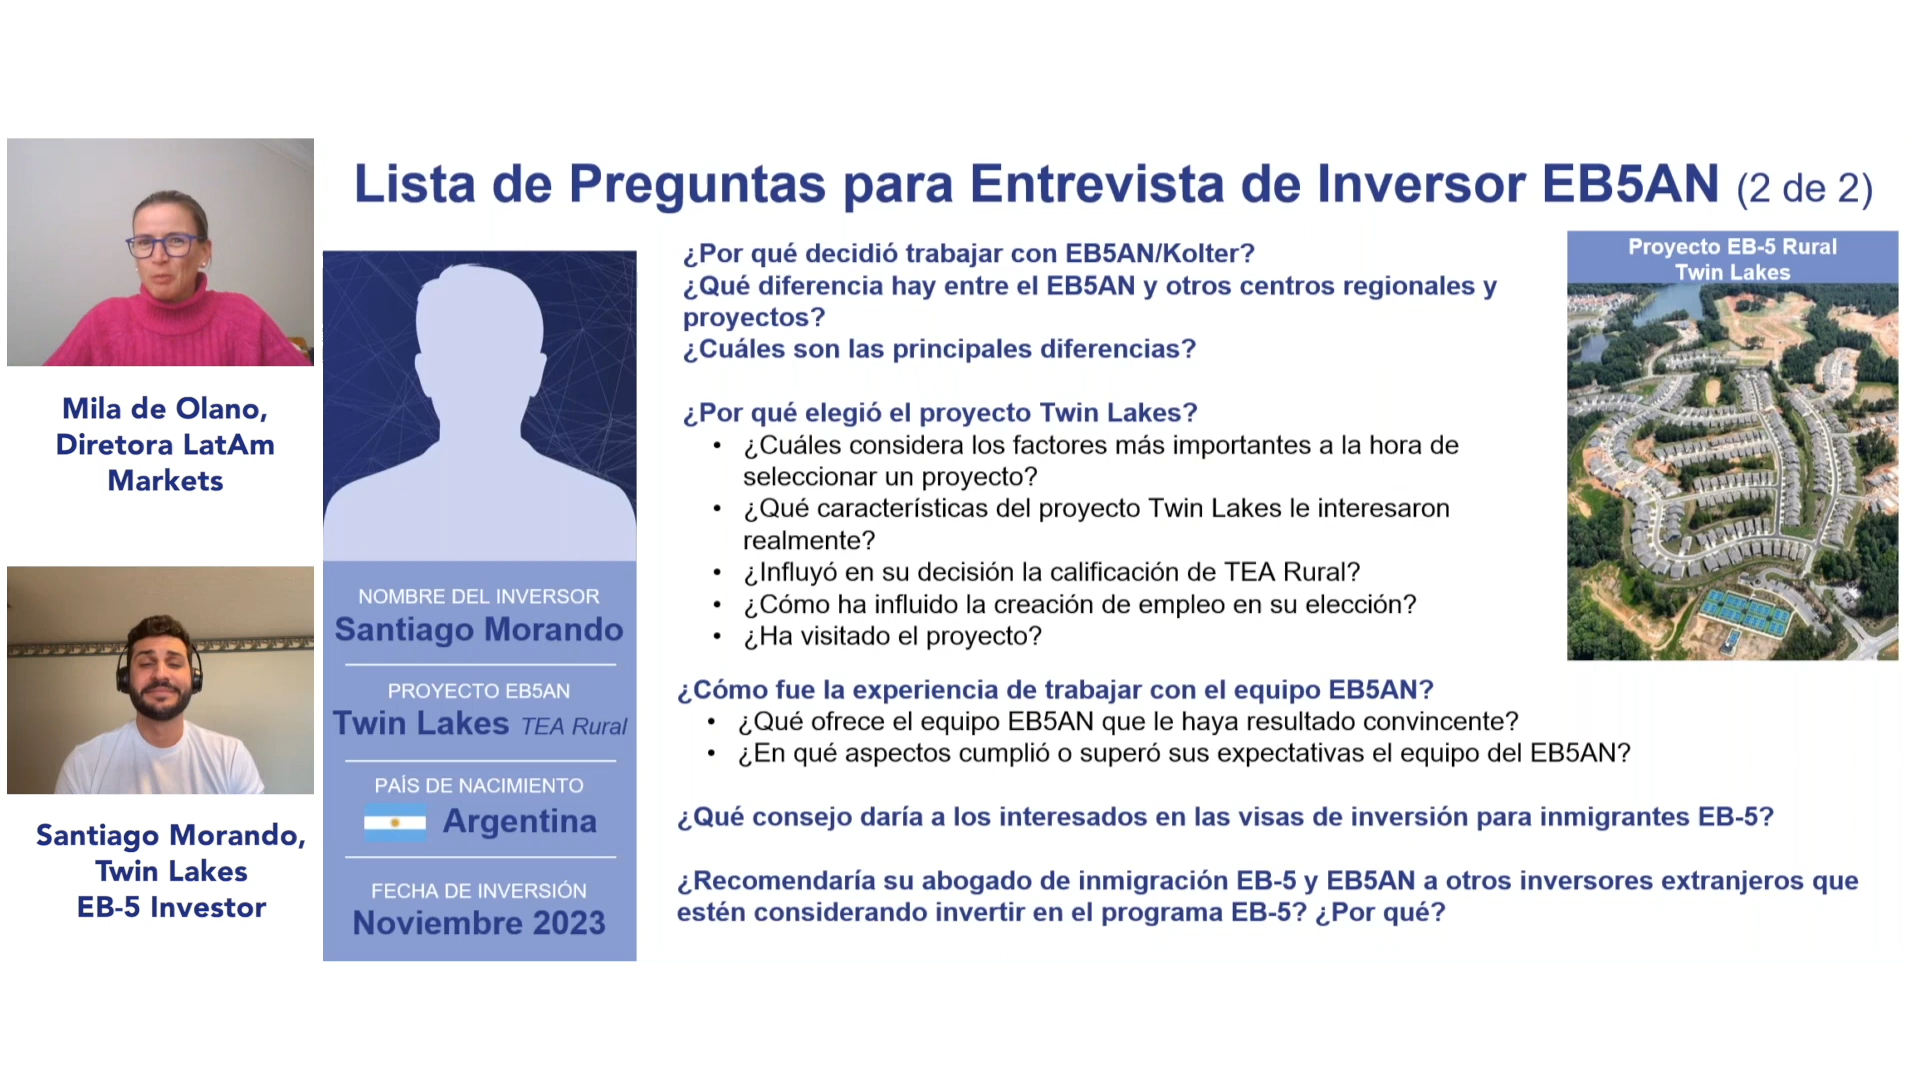 Lista de Preguntas para Entrevista de Inversor EB5AN (2 de 2)
Mila de Olano,
Diretora LatAm
Markets
Santiago Morando,
Twin Lakes
EB-5 Investor
NOMBRE DEL INVERSOR
Santiago Morando
PROYECTO EB5AN
Twin Lakes TEA Rural
PAÍS DE NACIMIENTO
Argentina
FECHA DE INVERSIÓN
Noviembre 2023
¿Por qué decidió trabajar con EB5AN/Kolter?
¿Qué diferencia hay entre el EB5AN y otros centros regionales y
proyectos?
¿Cuáles son las principales diferencias?
¿Por qué elegió el proyecto Twin Lakes?
• ¿Cuáles considera los factores más importantes a la hora de
seleccionar un proyecto?
• ¿Qué características del proyecto Twin Lakes le interesaron
realmente?
• ¿Influyó en su decisión la calificación de TEA Rural?
• ¿Cómo ha influido la creación de empleo en su elección?
• ¿Ha visitado el proyecto?
¿Cómo fue la experiencia de trabajar con el equipo EB5AN?
• ¿Qué ofrece el equipo EB5AN que le haya resultado convincente?
• ¿En qué aspectos cumplió o superó sus expectativas el equipo del EB5AN?
¿Qué consejo daría a los interesados en las visas de inversión para inmigrantes EB-5?
¿Recomendaría su abogado de inmigración EB-5 y EB5AN a otros inversores extranjeros que
estén considerando invertir en el programa EB-5? ¿Por qué?
Proyecto EB-5 Rural
Twin Lakes